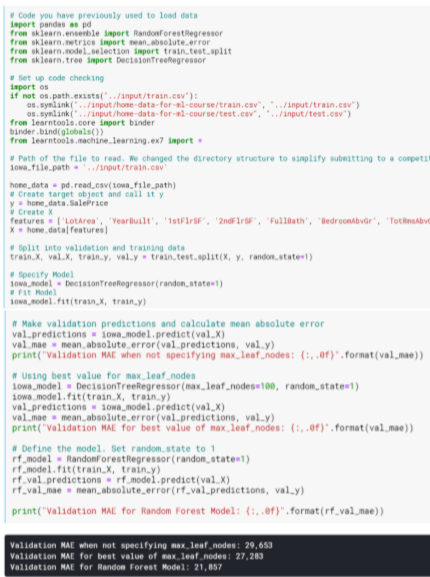 # Code you have previously used to load data
import pandas as pd
from sklearn.ensemble import RandomForestRegressor
from sklearn.metrics import mean_absolute_error
from sklearn.model_selection import train_test_split
from sklearn.tree import DecisionTreeRegressor
# Set up code checking
import os
if not os.path.exists("../input/train.csv"):
    os.symlink("../input/home-data-for-ml-course/train.csv", "../input/train.csv")
    os.symlink("../input/home-data-for-ml-course/test.csv", "../input/test.csv")
from learntools.core import binder
binder.bind(globals())
from learntools.machine_learning.ex7 import *
# Path of the file to read. We changed the directory structure to simplify submitting to a competit
iowa_file_path = '../input/train.csv'
home_data = pd.read_csv(iowa_file_path)
# Create target object and call it y
y = home_data.SalePrice
# Create X
features = ['LotArea', 'YearBuilt', '1stFlrSF', '2ndFlrSF', 'FullBath', 'BedroomAbvGr', 'TotRmsAbv
X = home_data[features]
# Split into validation and training data
train_X, val_X, train_y, val_y = train_test_split(X, y, random_state=1)
# Specify Model
iowa_model = DecisionTreeRegressor(random_state=1)
# Fit Model
iowa_model.fit(train_X, train_y)
# Make validation predictions and calculate mean absolute error
val_predictions = iowa_model.predict(val_X)
val_mae = mean_absolute_error(val_predictions, val_y)
print("Validation MAE when not specifying max_leaf_nodes: {:,.0f}".format(val_mae))
# Using best value for max_leaf_nodes
iowa_model = DecisionTreeRegressor(max_leaf_nodes=100, random_state=1)
iowa_model.fit(train_X, train_y)
val_predictions = iowa_model.predict(val_X)
val_mae = mean_absolute_error(val_predictions, val_y)
print("Validation MAE for best value of max_leaf_nodes: {:,.0f}".format(val_mae))
# Define the model. Set random_state to 1
rf_model = RandomForestRegressor(random_state=1)
rf_model.fit(train_X, train_y)
rf_val_predictions = rf_model.predict(val_X)
rf_val_mae = mean_absolute_error(rf_val_predictions, val_y)
print("Validation MAE for Random Forest Model: {:,.0f}".format(rf_val_mae))
Validation MAE when not specifying max_leaf_nodes: 29,653
Validation MAE for best value of max_leaf_nodes: 27,283
Validation MAE for Random Forest Model: 21,857